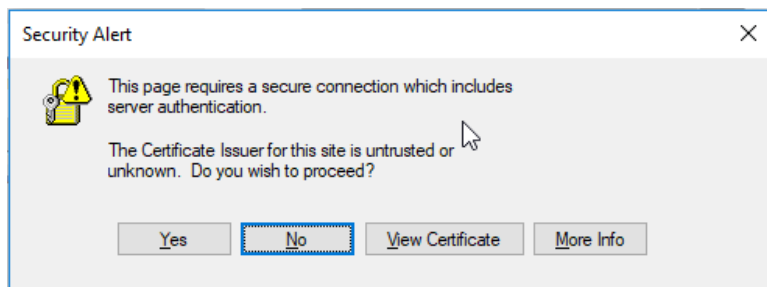 Security Alert
This page requires a secure connection which includes
server authentication.
The Certificate Issuer for this site is untrusted or
unknown.  Do you wish to proceed?
Yes No View Certificate More Info